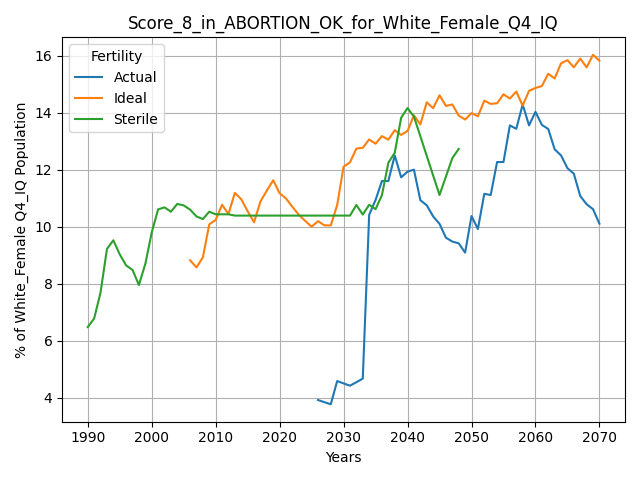 Score_8_in_ABORTION_OK_for_White_Female_Q4_IQ
Fertility
Actual
Ideal
Sterile
% of White_Female Q4_IQ Population
16
14
12
10
8
6
4
1990 2000 2010 2020 2030 2040 2050 2060 2070
Years